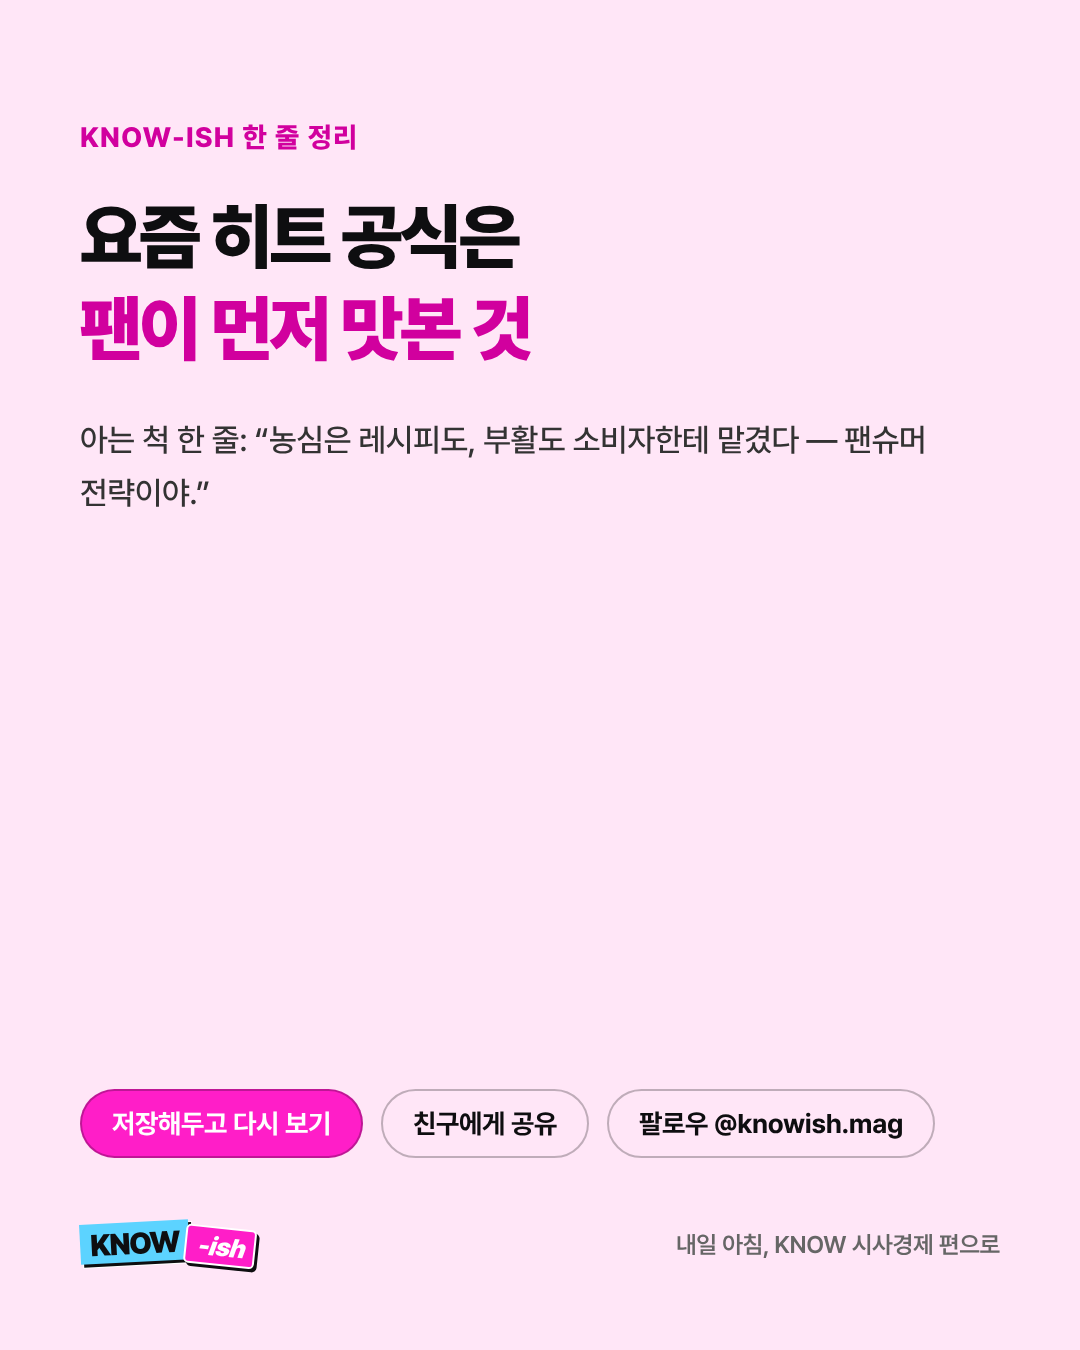 KNOW-ISH 한 줄 정리
요즘 히트 공식은
팬이 먼저 맛본 것
아는 척 한 줄: “농심은 레시피도, 부활도 소비자한테 맡겼다 — 팬슈머
전략이야.”
저장해두고 다시 보기
친구에게 공유
팔로우 @knowish.mag
KNOW -ish
내일 아침, KNOW 시사경제 편으로